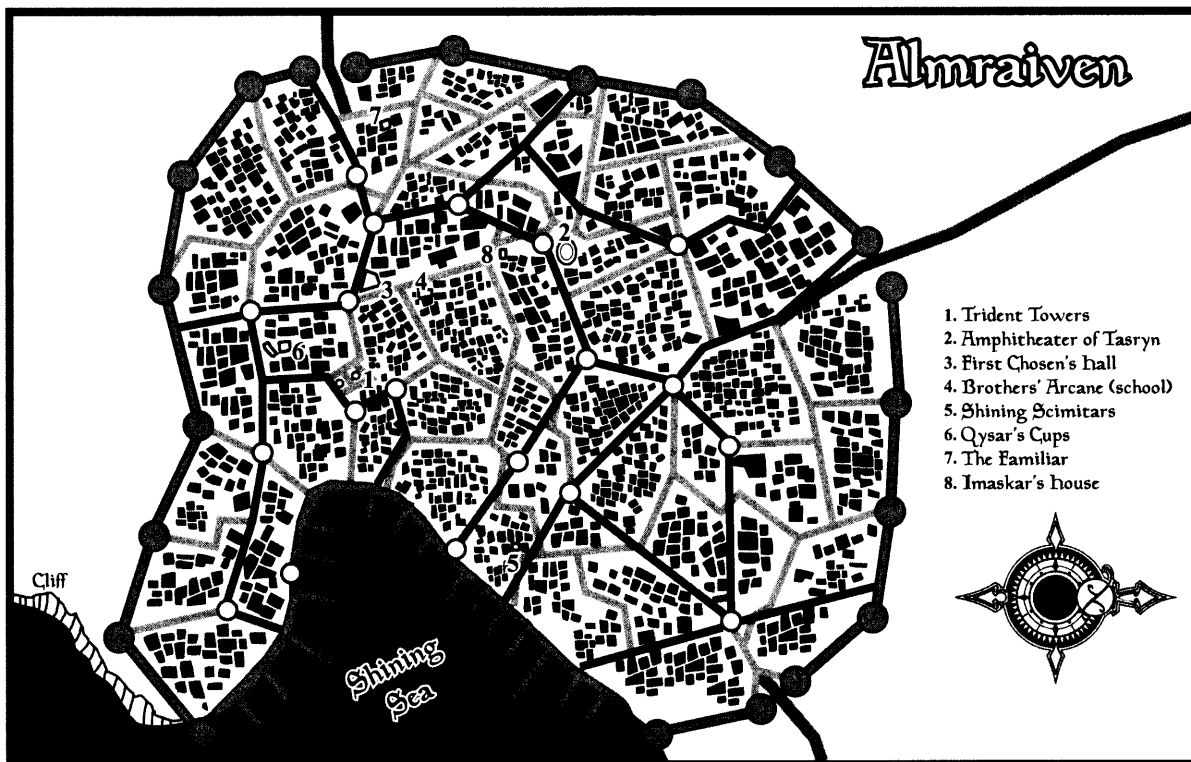 Almraiven
7
2
8
4
3
6
1
5
1. Trident Towers
2. Amphitheater of Tasryn
3. First Chosen's Hall
4. Brothers' Arcane (school)
5. Shining Scimitars
6. Qysar's Cups
7. The Familiar
8. Imaskar's House
Cliff
Shining
Sea